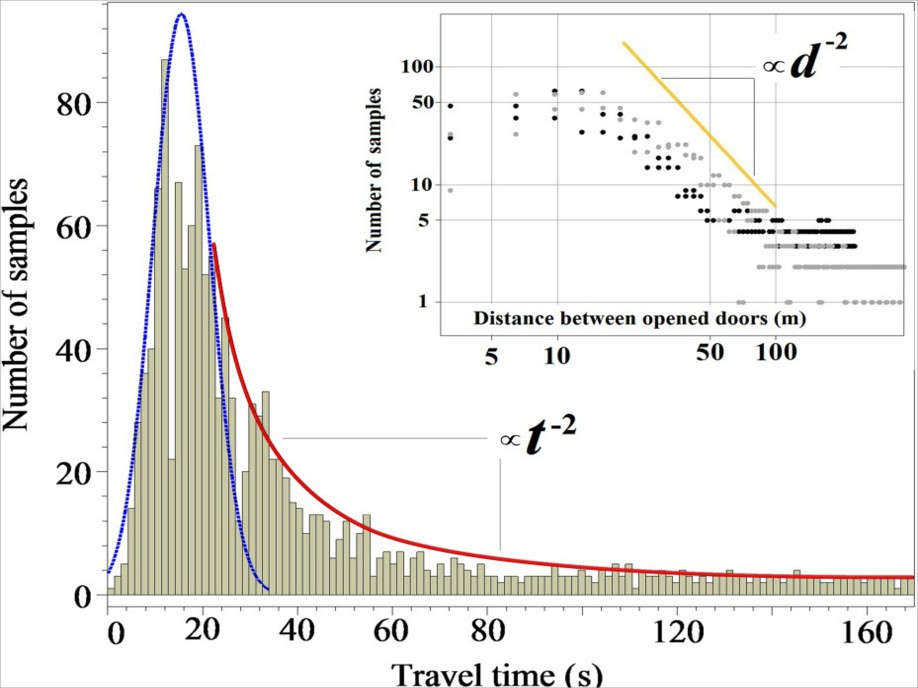 Number of samples
80
60
40
20
0
0 20 40 60 80 120 160
Travel time (s)
∝t⁻²
Number of samples
100
50
10
5
1
Distance between opened doors (m)
5 10 50 100
∝d⁻²